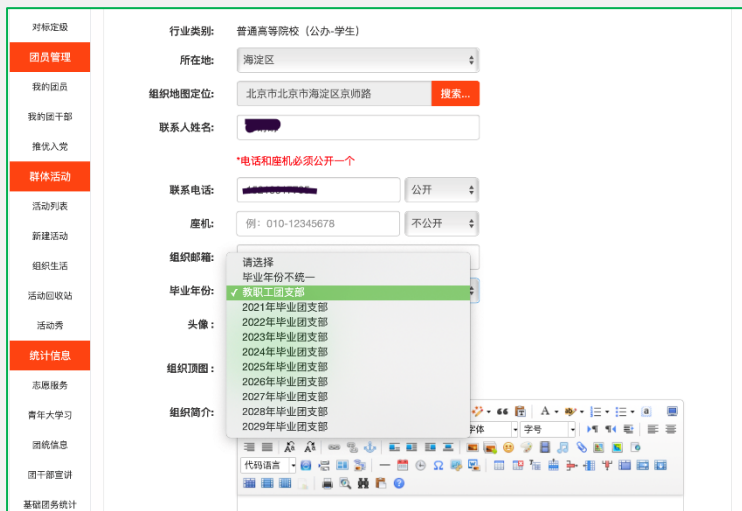 对标定级
团员管理
我的团员
我的团干部
推优入党
群体活动
活动列表
新建活动
组织生活
活动回收站
活动秀
统计信息
志愿服务
青年大学习
团统信息
团干部宣讲
基础团务统计
行业类别: 普通高等院校（公办-学生）
所在地: 海淀区
组织地图定位: 北京市北京市海淀区京师路 搜索...
联系人姓名:
*电话和座机必须公开一个
联系电话: 公开
座机: 例：010-12345678 不公开
组织邮箱:
毕业年份:
请选择
毕业年份不统一
✓ 教职工团支部
2021年毕业团支部
2022年毕业团支部
2023年毕业团支部
2024年毕业团支部
2025年毕业团支部
2026年毕业团支部
2027年毕业团支部
2028年毕业团支部
2029年毕业团支部
头像：
组织顶图：
组织简介:
字体 字号
代码语言